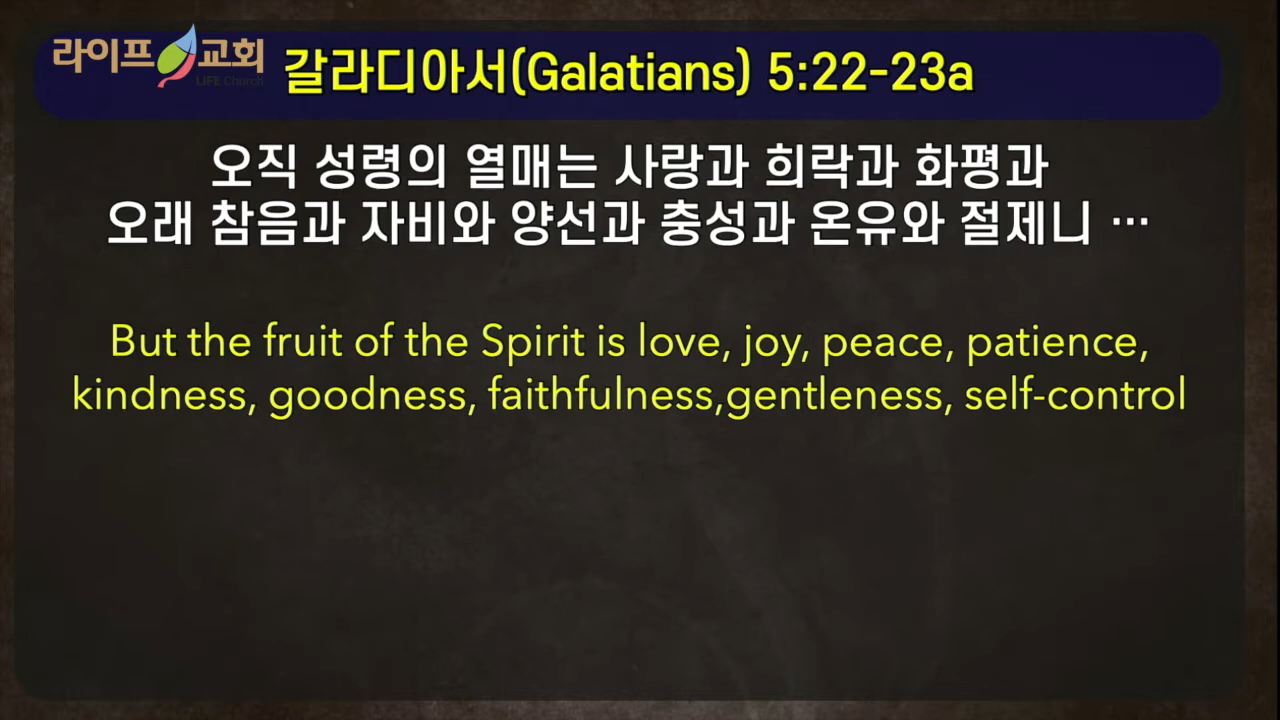 라이프 교회
LIFE Church
갈라디아서(Galatians) 5:22-23a
오직 성령의 열매는 사랑과 희락과 화평과
오래 참음과 자비와 양선과 충성과 온유와 절제니 …
But the fruit of the Spirit is love, joy, peace, patience,
kindness, goodness, faithfulness,gentleness, self-control